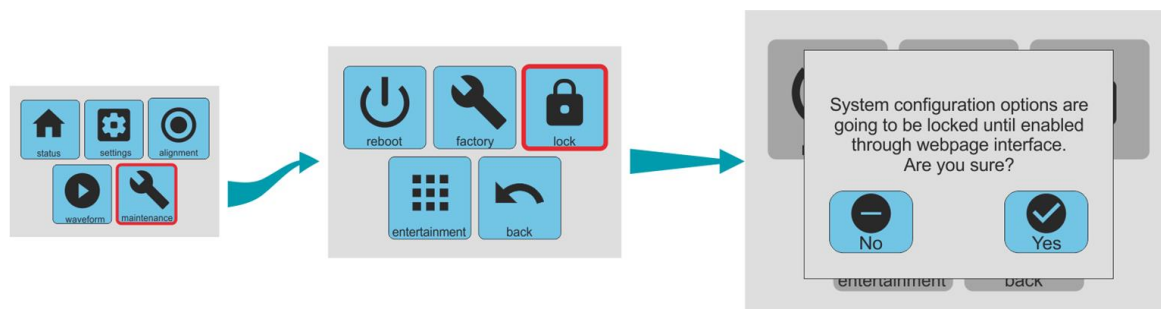 status settings alignment
waveform maintenance
reboot factory lock
entertainment back
System configuration options are
going to be locked until enabled
through webpage interface.
Are you sure?
No Yes
entertainment back